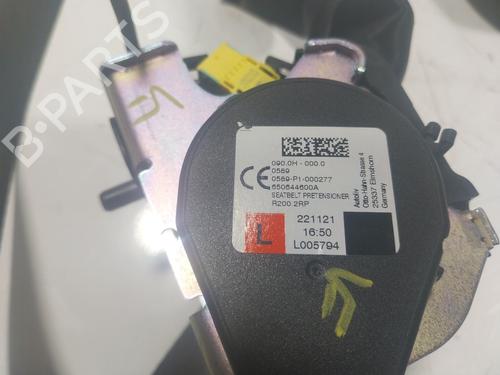 B-PARTS
090.0H - 000.0
0589
CE 0589-P1-000277
650644600A
SEATBELT PRETENSIONER
R200.2RP
Autoliv
Otto-Hahn-Strasse 4
25337 Elmshorn
Germany
L
221121
16:50
L005794